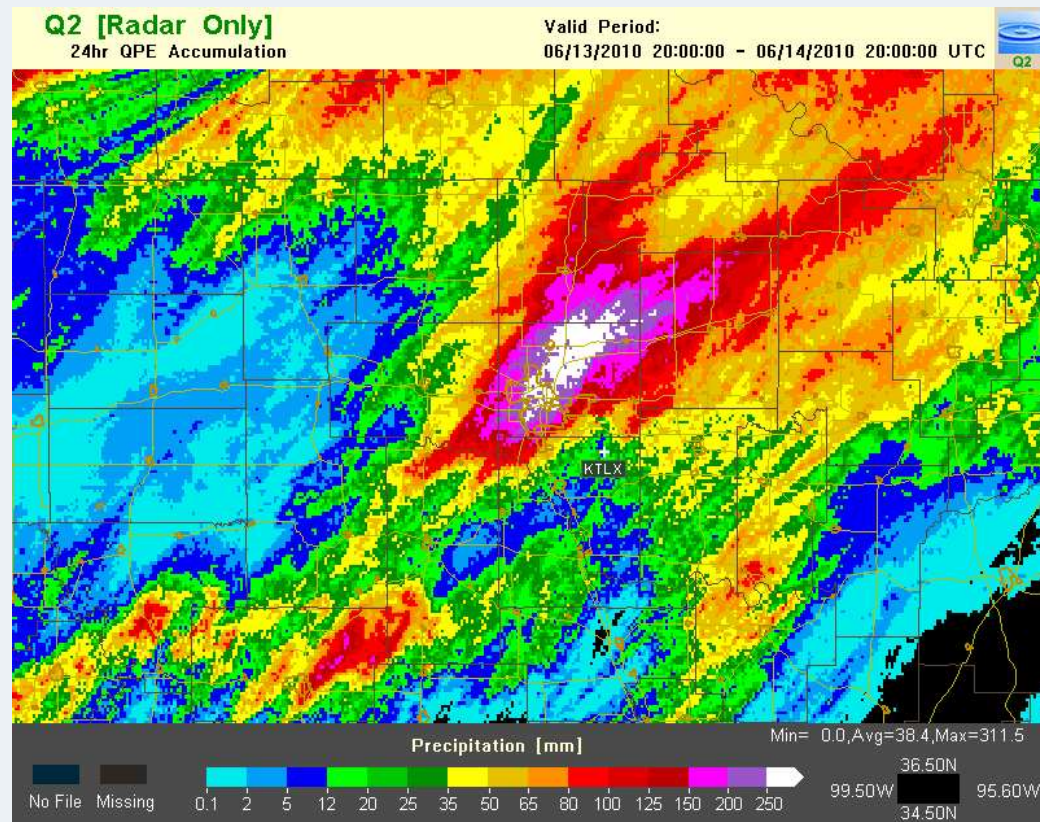 Q2 [Radar Only]
24hr QPE Accumulation
Valid Period:
06/13/2010 20:00:00 - 06/14/2010 20:00:00 UTC
Q2
KTLX
Precipitation [mm]
Min= 0.0,Avg=38.4,Max=311.5
No File
Missing
0.1 2 5 12 20 25 35 50 65 80 100 125 150 200 250
36.50N
99.50W 95.60W
34.50N